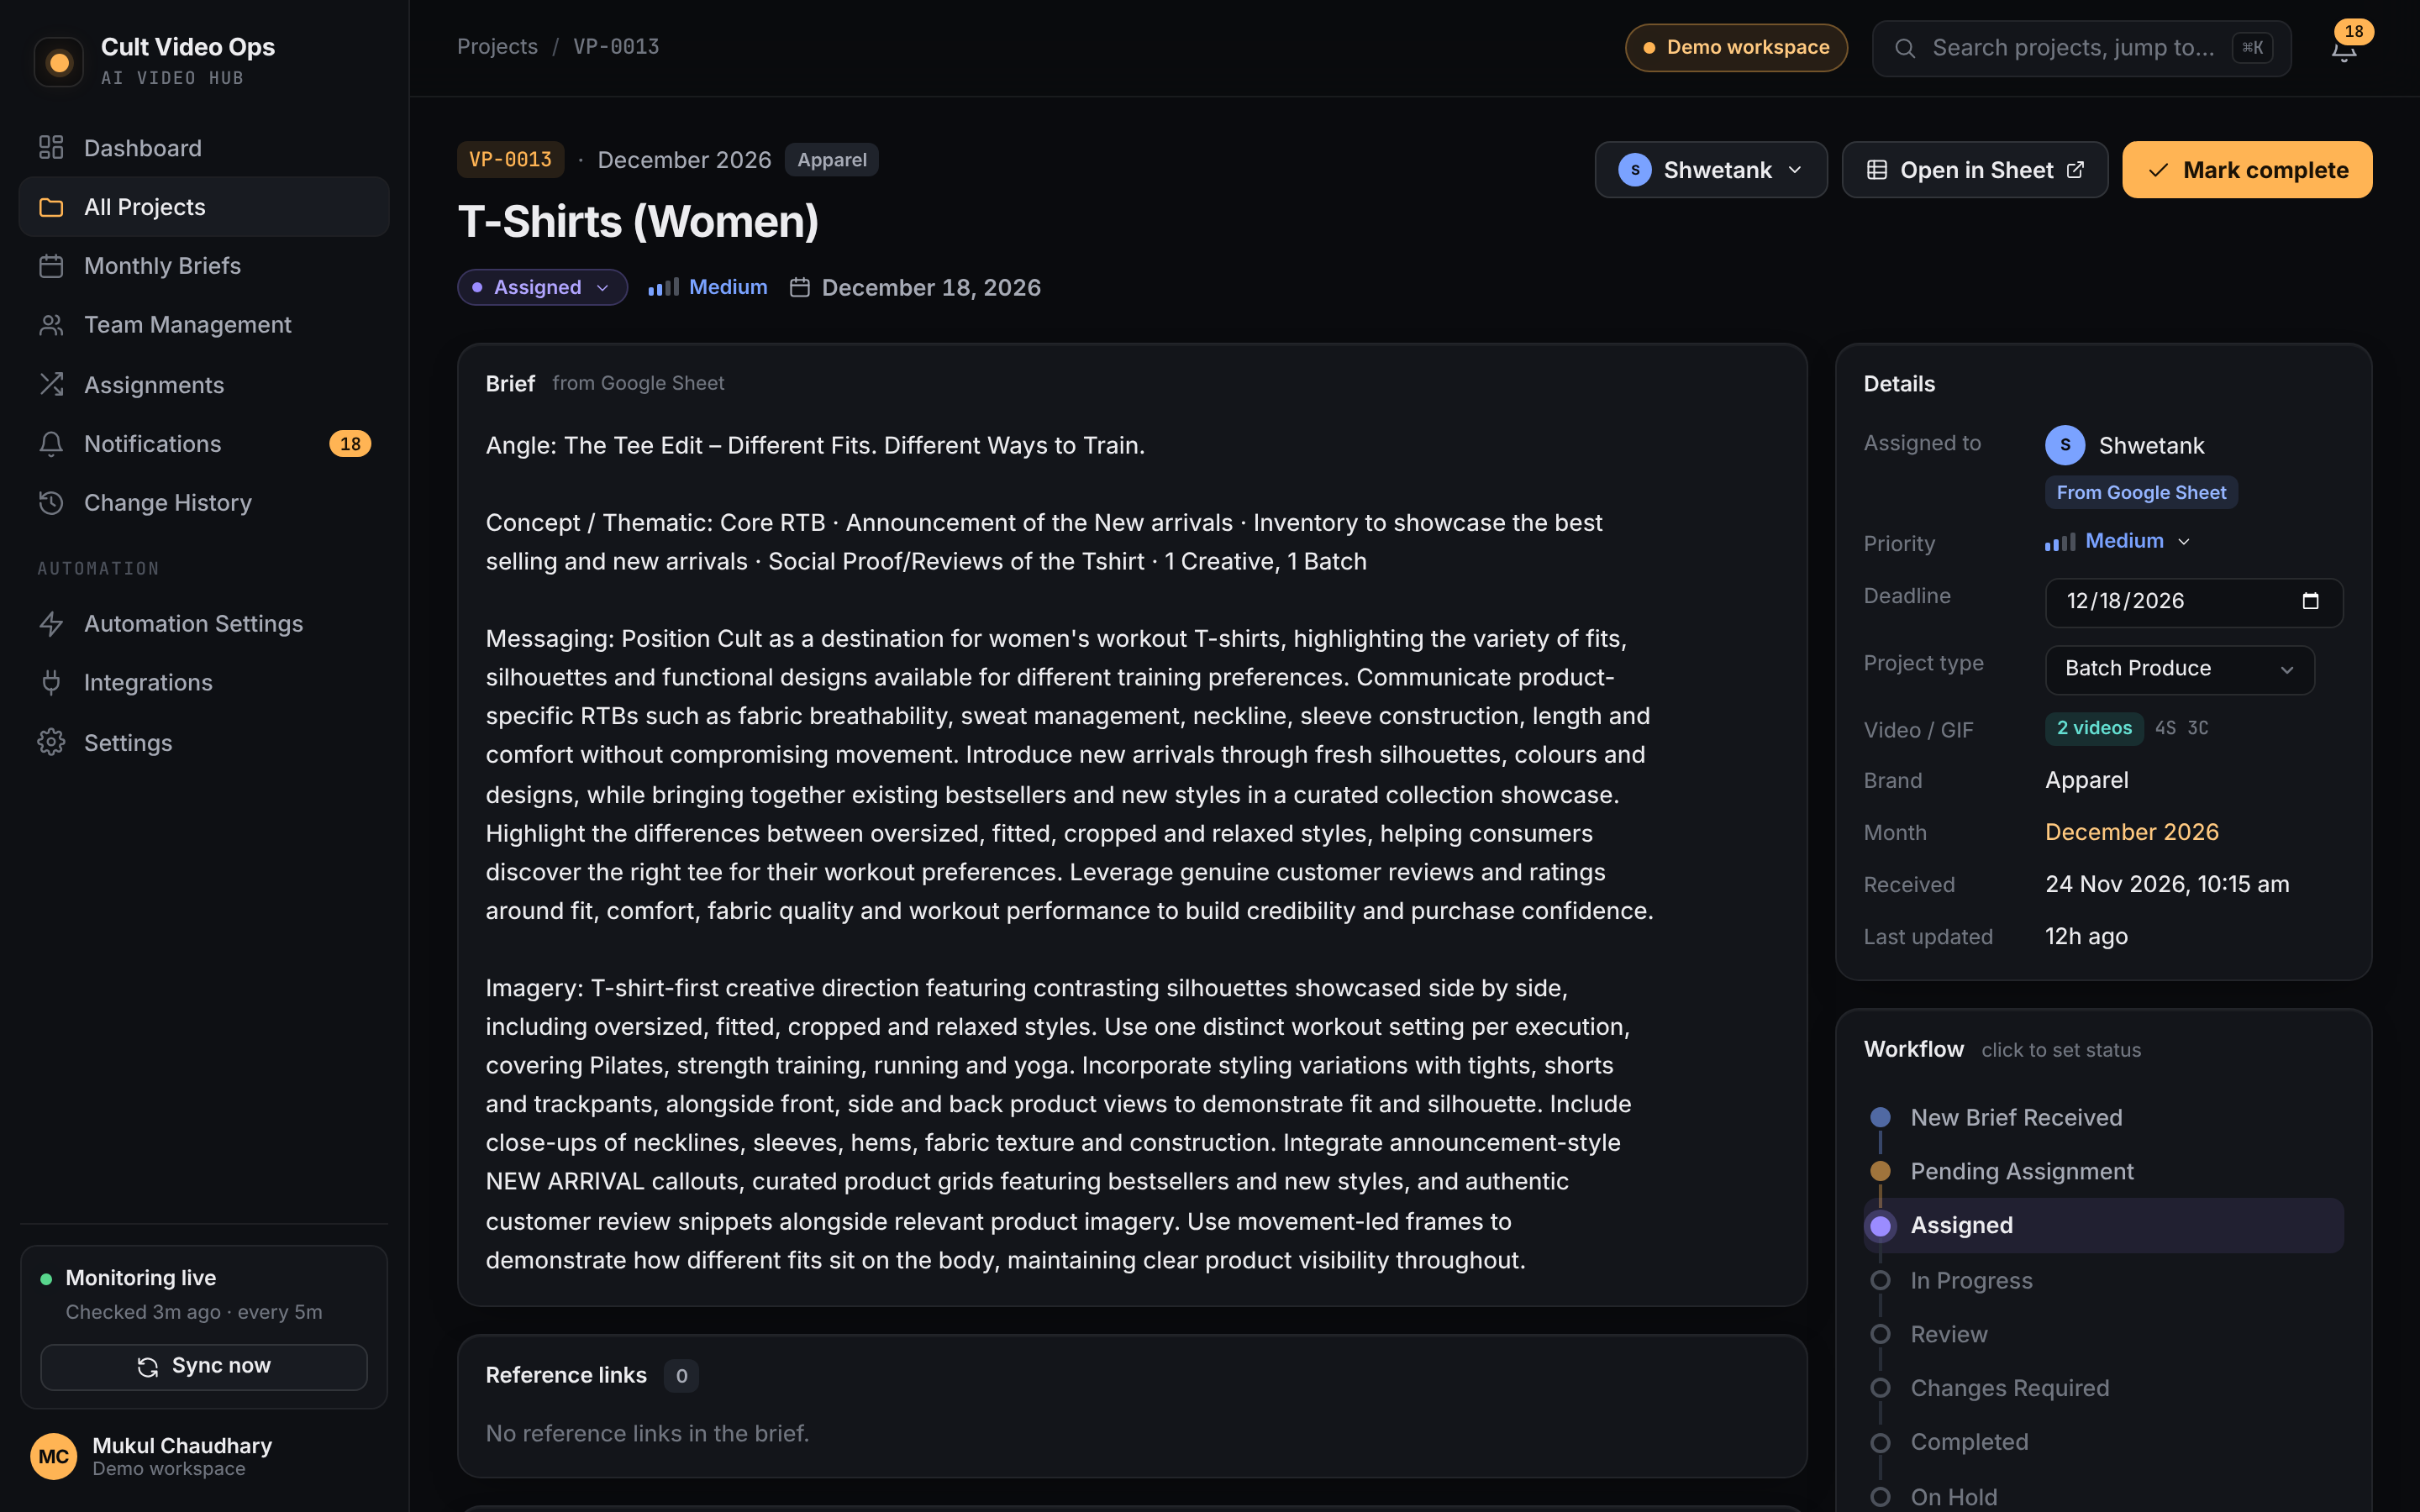 Cult Video Ops
AI VIDEO HUB
Dashboard
All Projects
Monthly Briefs
Team Management
Assignments
Notifications 18
Change History
AUTOMATION
Automation Settings
Integrations
Settings
Monitoring live
Checked 3m ago · every 5m
Sync now
MC
Mukul Chaudhary
Demo workspace
Projects / VP-0013
Demo workspace
Search projects, jump to... ⌘K
18
VP-0013 · December 2026 Apparel
T-Shirts (Women)
Assigned Medium December 18, 2026
S Shwetank
Open in Sheet
Mark complete
Brief from Google Sheet
Angle: The Tee Edit – Different Fits. Different Ways to Train.
Concept / Thematic: Core RTB · Announcement of the New arrivals · Inventory to showcase the best
selling and new arrivals · Social Proof/Reviews of the Tshirt · 1 Creative, 1 Batch
Messaging: Position Cult as a destination for women's workout T-shirts, highlighting the variety of fits,
silhouettes and functional designs available for different training preferences. Communicate product-
specific RTBs such as fabric breathability, sweat management, neckline, sleeve construction, length and
comfort without compromising movement. Introduce new arrivals through fresh silhouettes, colours and
designs, while bringing together existing bestsellers and new styles in a curated collection showcase.
Highlight the differences between oversized, fitted, cropped and relaxed styles, helping consumers
discover the right tee for their workout preferences. Leverage genuine customer reviews and ratings
around fit, comfort, fabric quality and workout performance to build credibility and purchase confidence.
Imagery: T-shirt-first creative direction featuring contrasting silhouettes showcased side by side,
including oversized, fitted, cropped and relaxed styles. Use one distinct workout setting per execution,
covering Pilates, strength training, running and yoga. Incorporate styling variations with tights, shorts
and trackpants, alongside front, side and back product views to demonstrate fit and silhouette. Include
close-ups of necklines, sleeves, hems, fabric texture and construction. Integrate announcement-style
NEW ARRIVAL callouts, curated product grids featuring bestsellers and new styles, and authentic
customer review snippets alongside relevant product imagery. Use movement-led frames to
demonstrate how different fits sit on the body, maintaining clear product visibility throughout.
Reference links 0
No reference links in the brief.
Details
Assigned to S Shwetank
From Google Sheet
Priority Medium
Deadline 12/18/2026
Project type Batch Produce
Video / GIF 2 videos 4S 3C
Brand Apparel
Month December 2026
Received 24 Nov 2026, 10:15 am
Last updated 12h ago
Workflow click to set status
New Brief Received
Pending Assignment
Assigned
In Progress
Review
Changes Required
Completed
On Hold